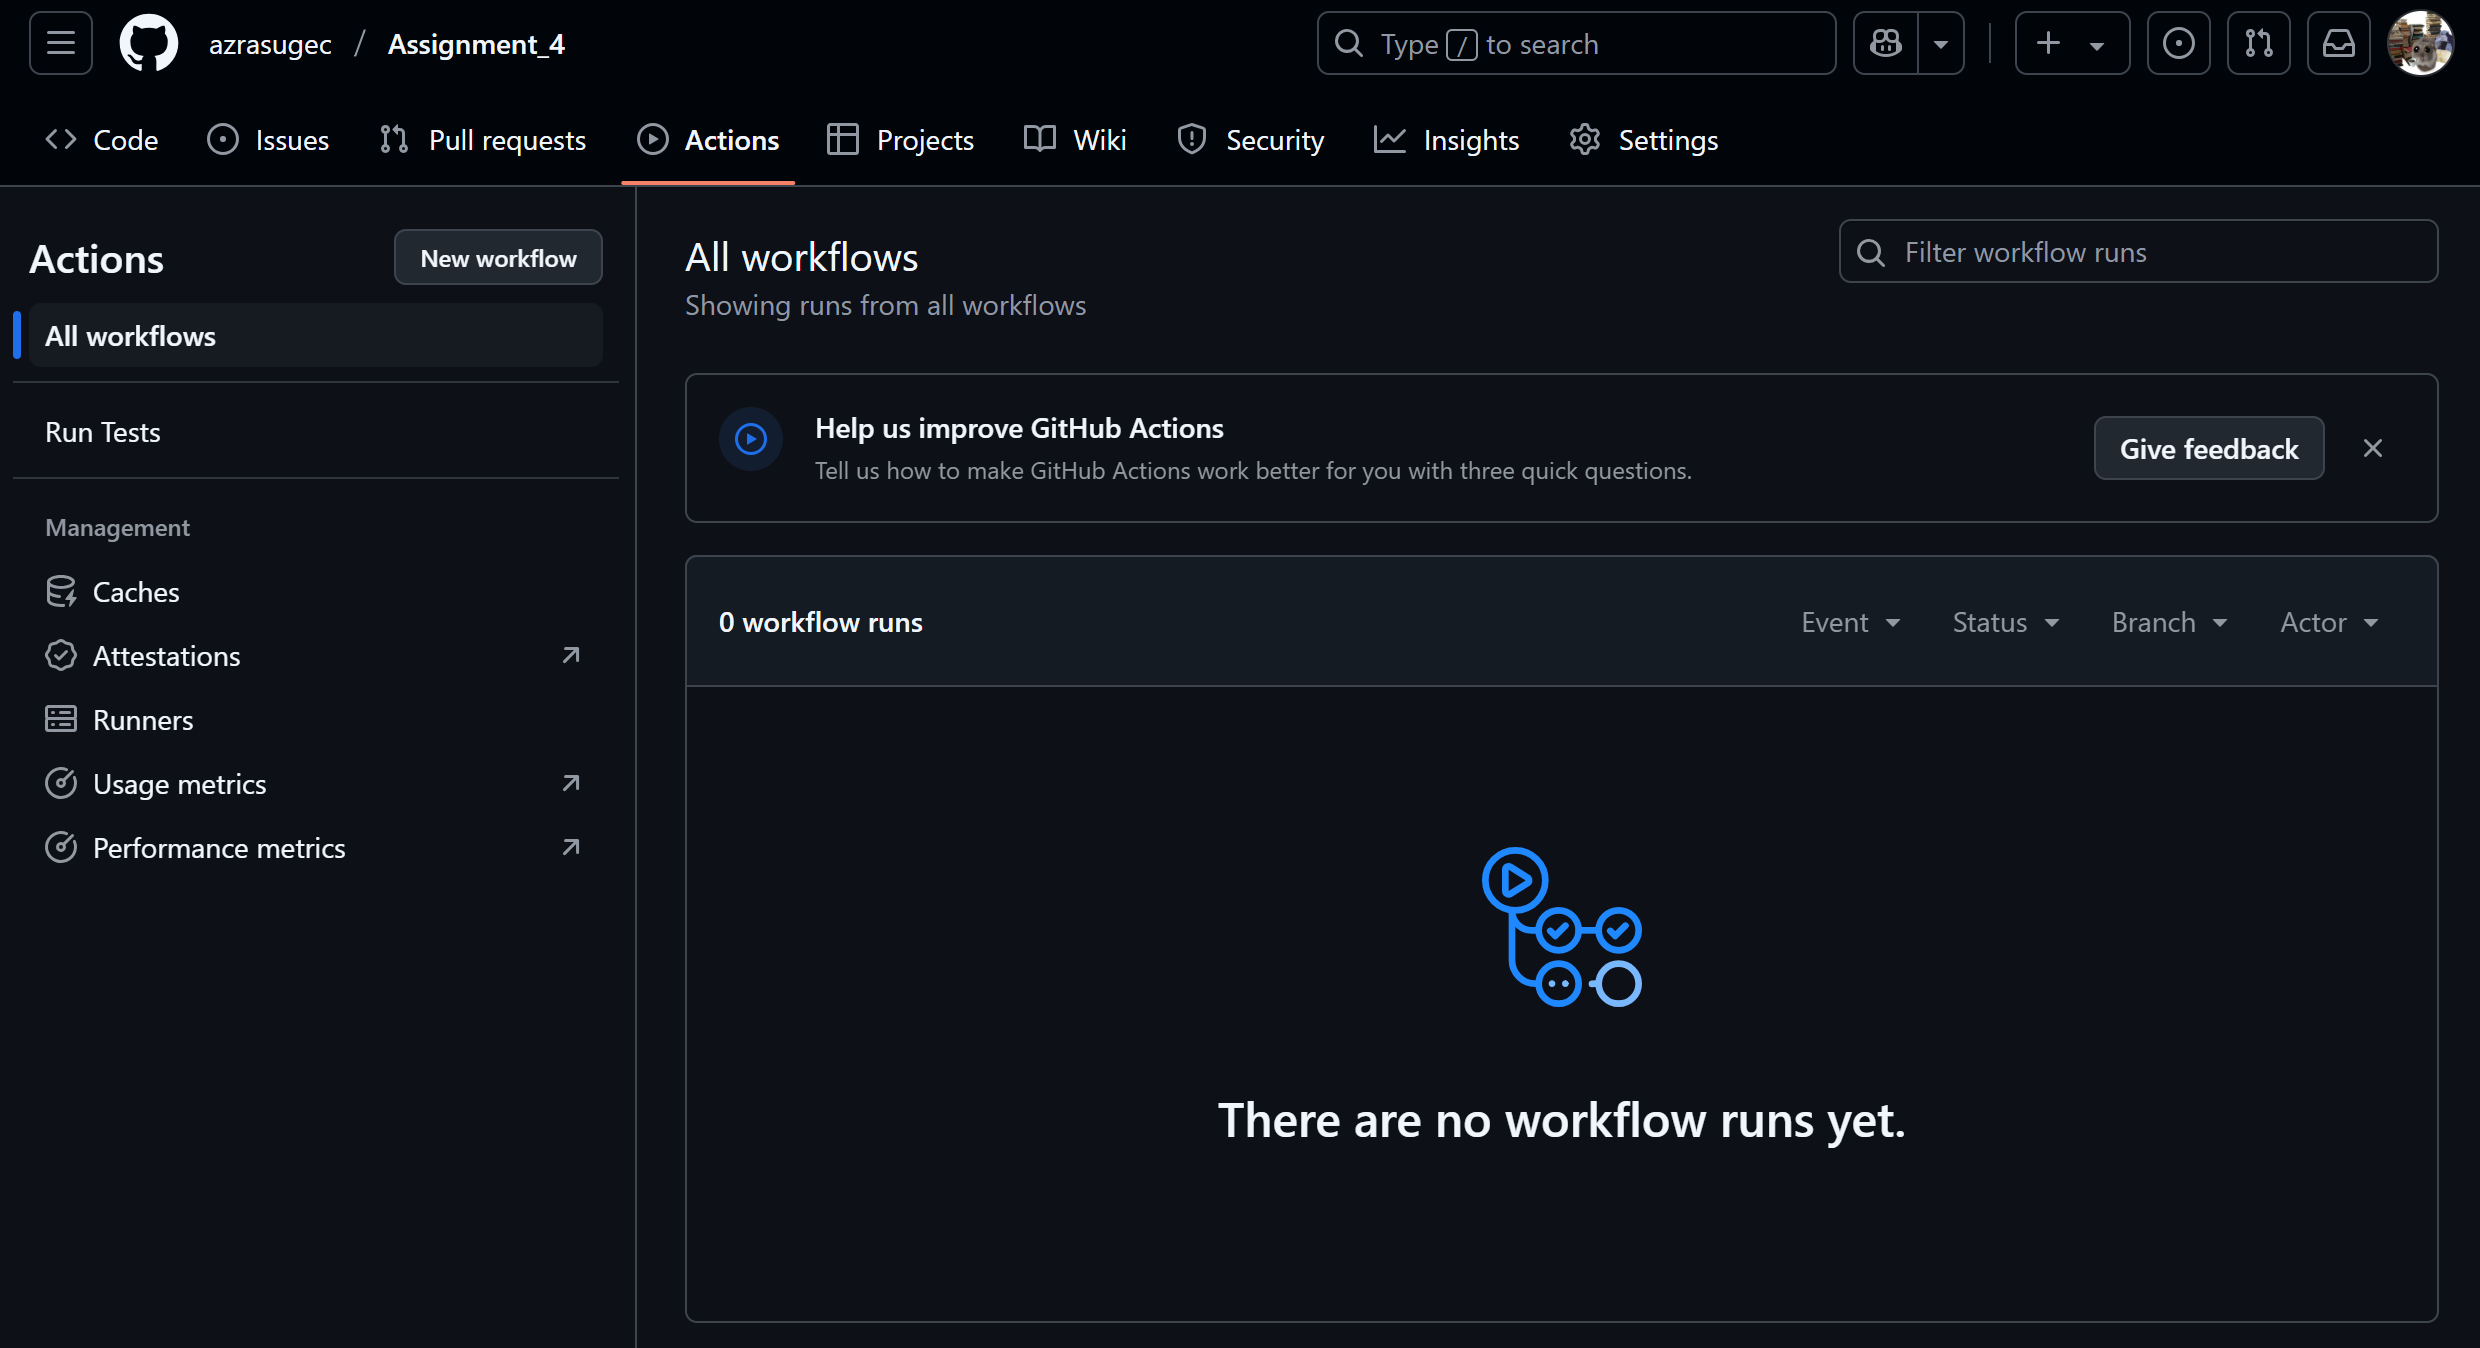 azrasugec / Assignment_4
Type / to search
Code
Issues
Pull requests
Actions
Projects
Wiki
Security
Insights
Settings
Actions
New workflow
All workflows
Run Tests
Management
Caches
Attestations
Runners
Usage metrics
Performance metrics
All workflows
Showing runs from all workflows
Filter workflow runs
Help us improve GitHub Actions
Tell us how to make GitHub Actions work better for you with three quick questions.
Give feedback
0 workflow runs
Event
Status
Branch
Actor
There are no workflow runs yet.